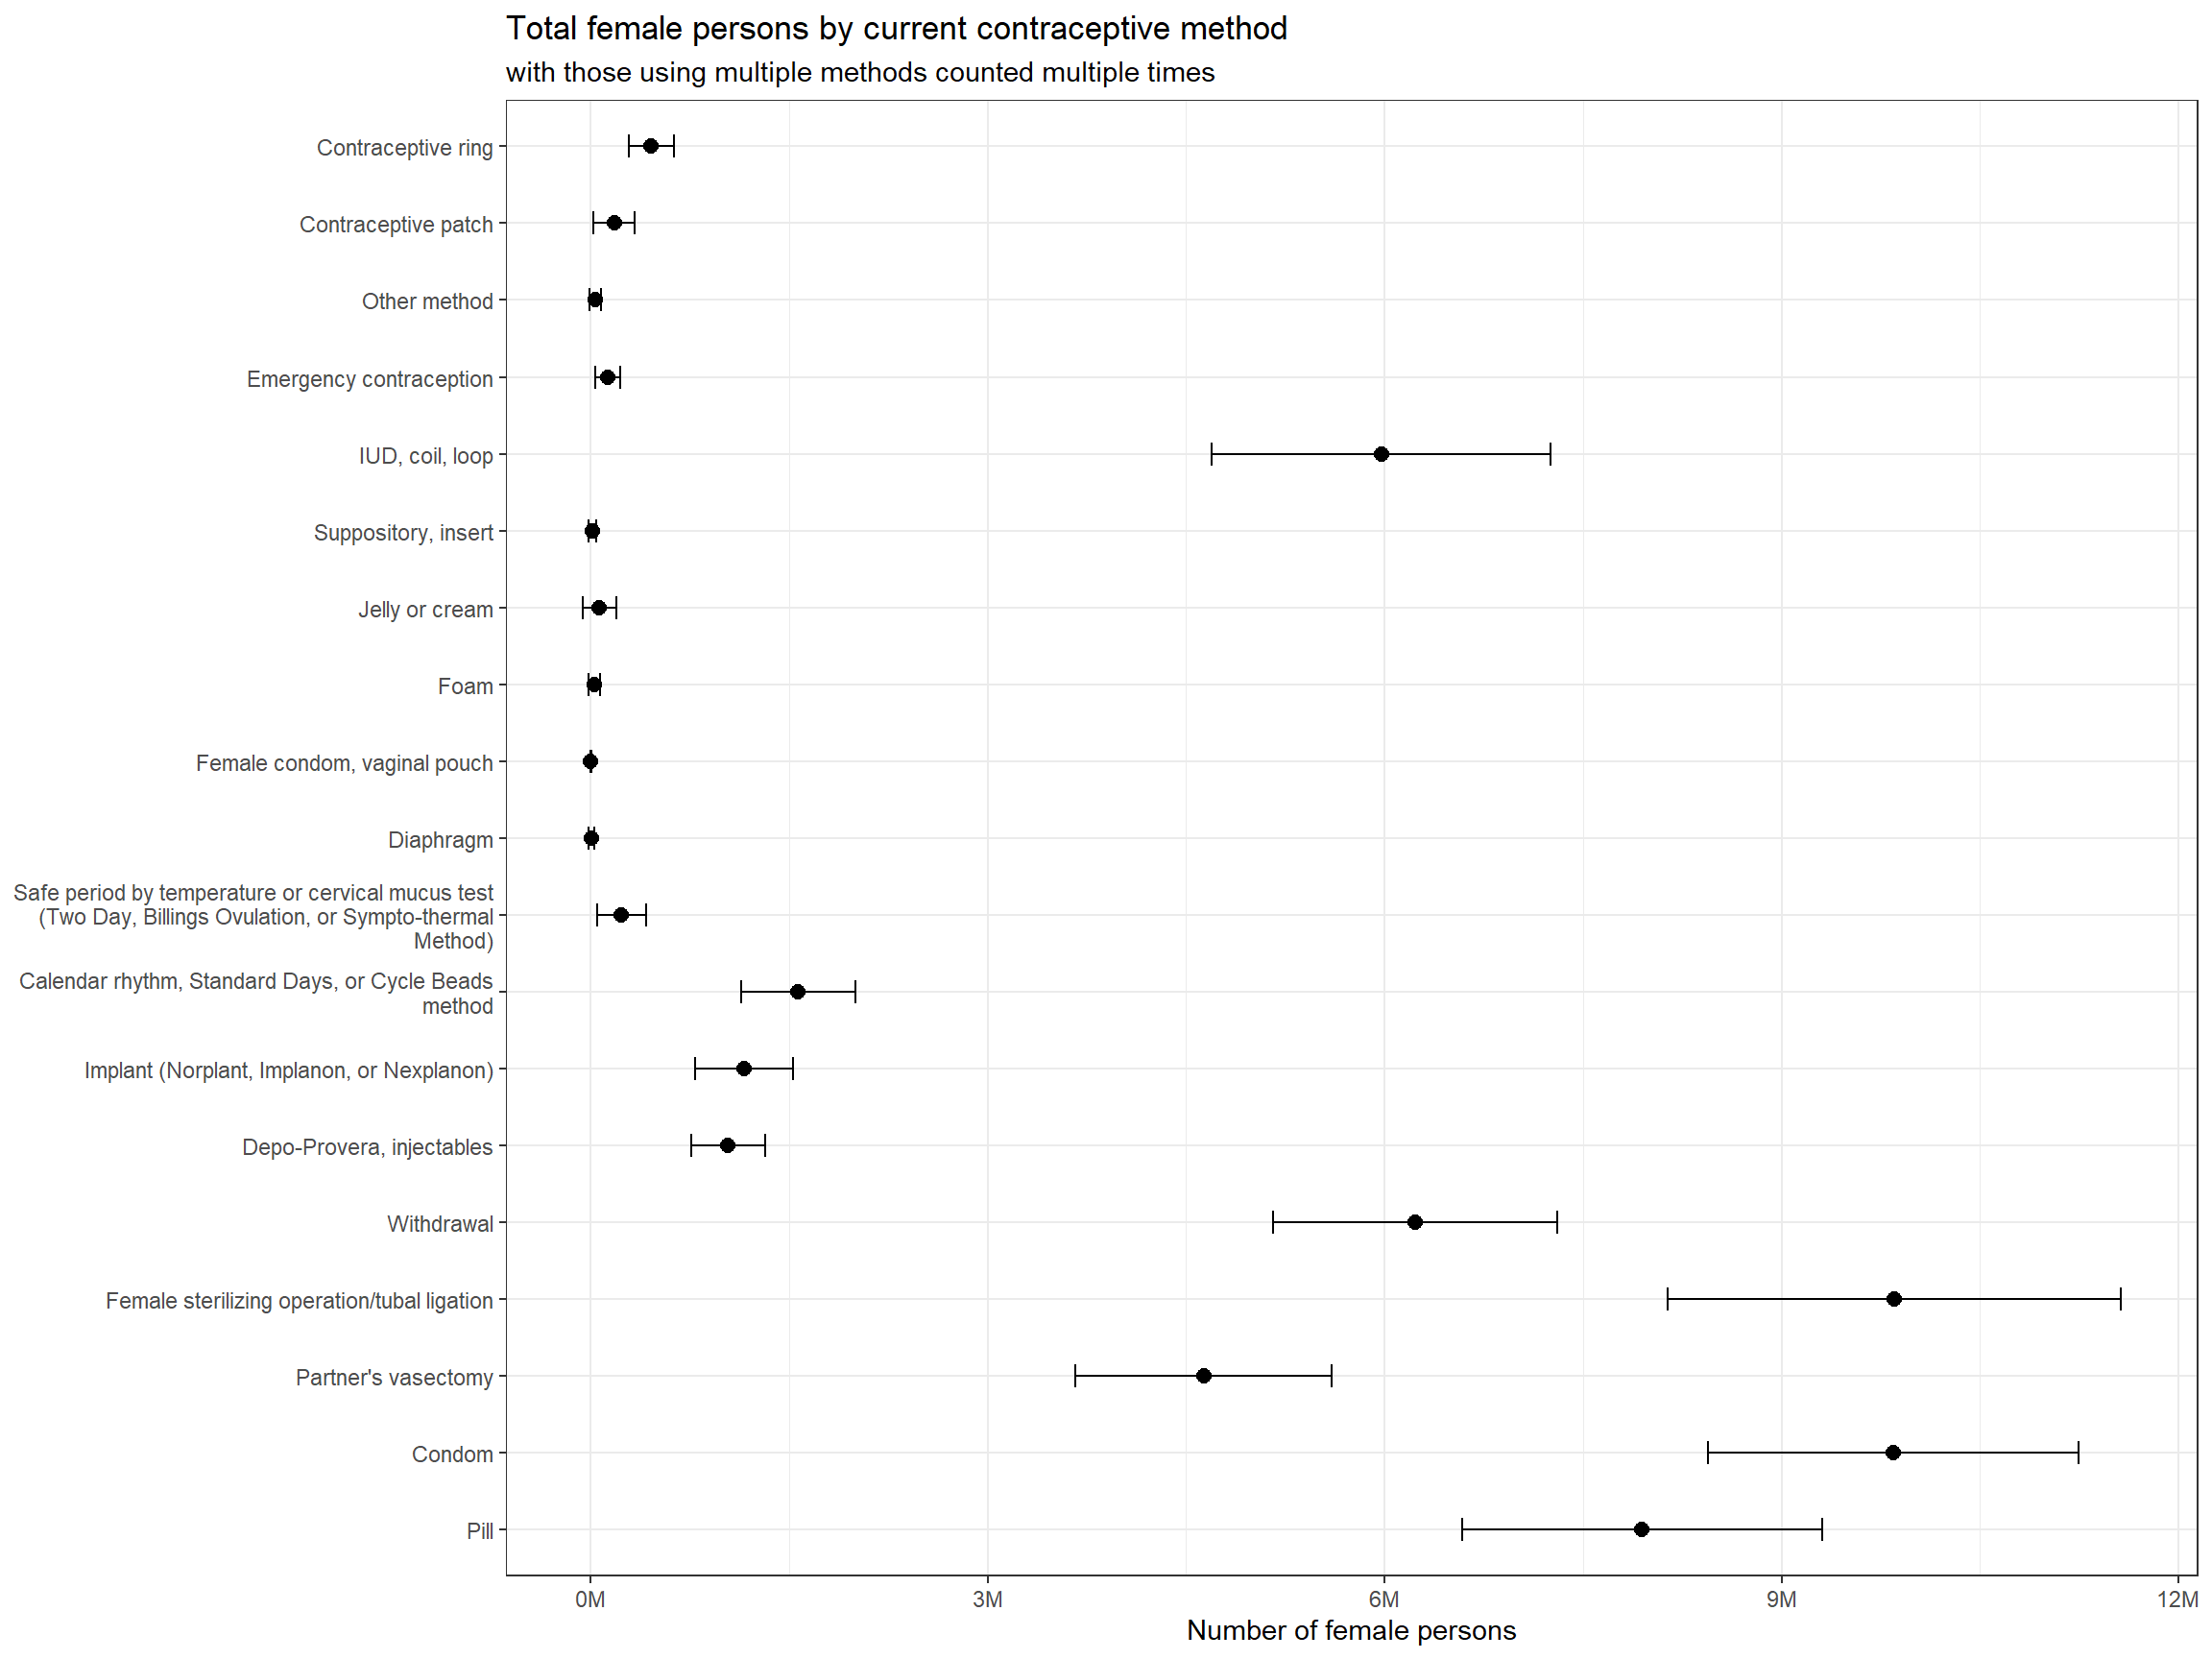 Total female persons by current contraceptive method
with those using multiple methods counted multiple times
Contraceptive ring
Contraceptive patch
Other method
Emergency contraception
IUD, coil, loop
Suppository, insert
Jelly or cream
Foam
Female condom, vaginal pouch
Diaphragm
Safe period by temperature or cervical mucus test
(Two Day, Billings Ovulation, or Sympto-thermal
Method)
Calendar rhythm, Standard Days, or Cycle Beads
method
Implant (Norplant, Implanon, or Nexplanon)
Depo-Provera, injectables
Withdrawal
Female sterilizing operation/tubal ligation
Partner's vasectomy
Condom
Pill
0M 3M 6M 9M 12M
Number of female persons